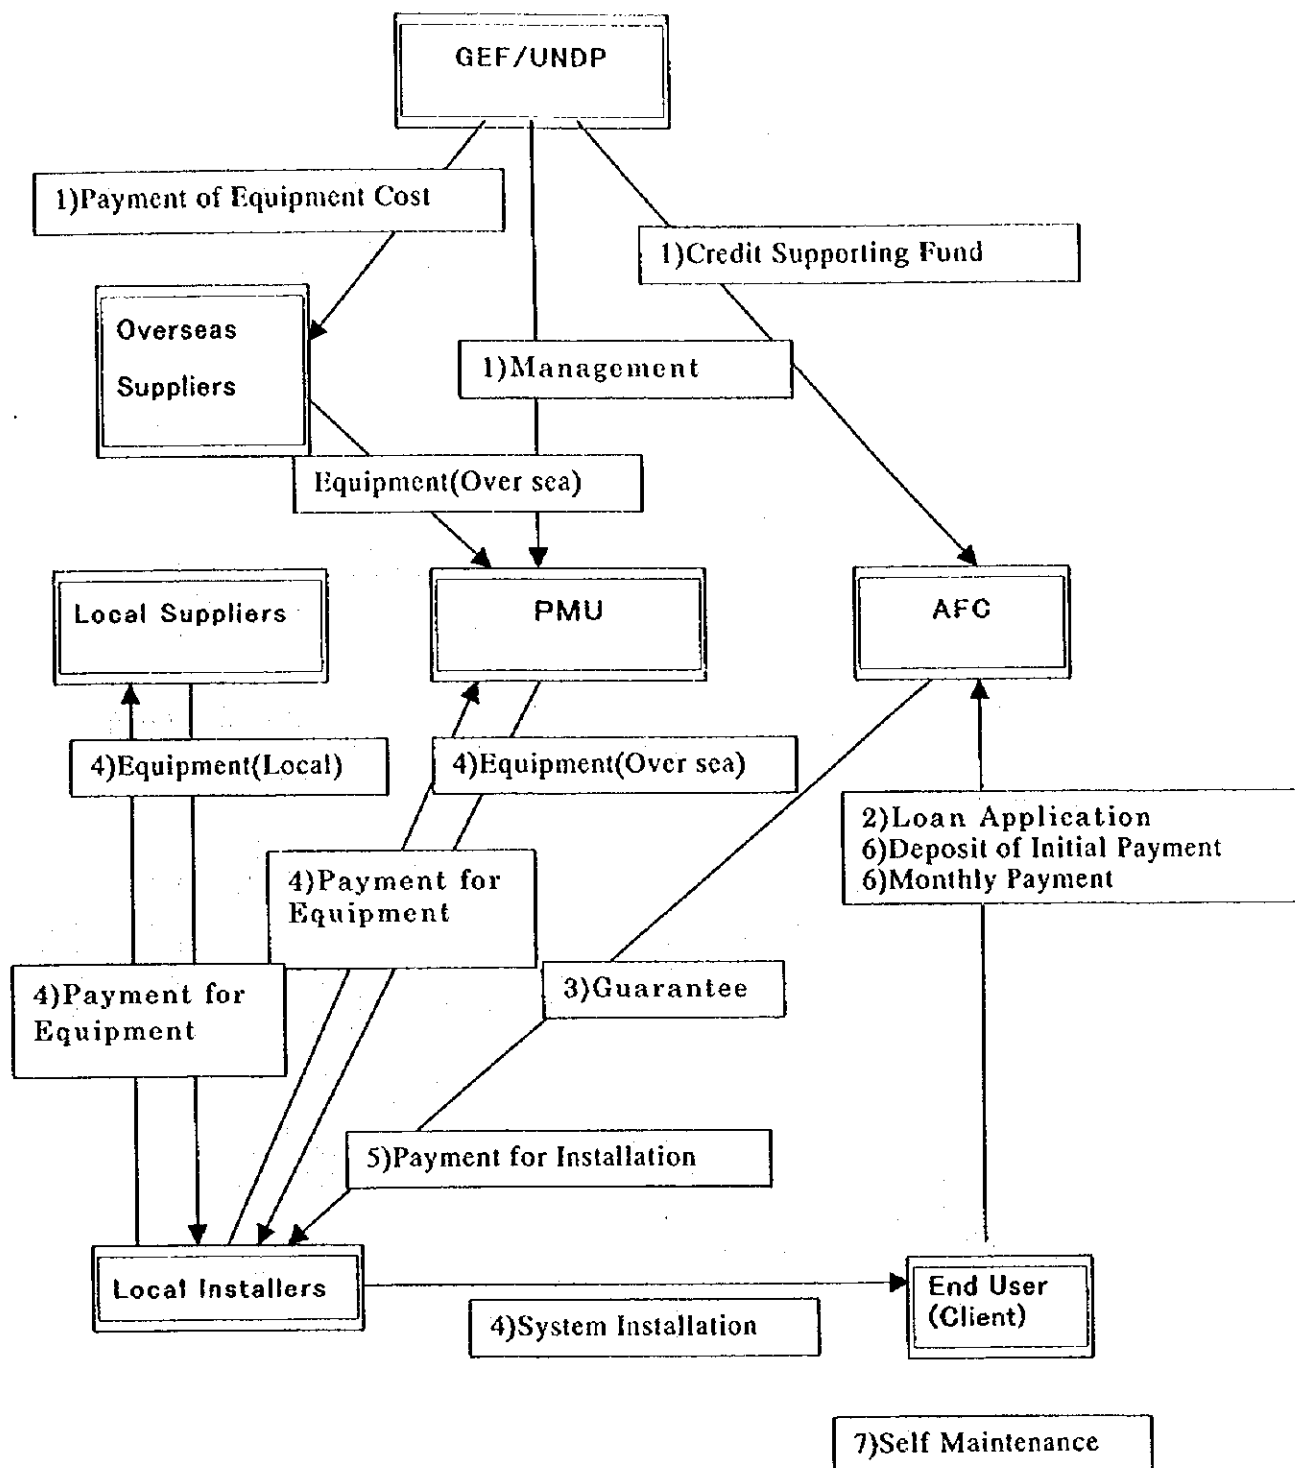 GEF/UNDP
1)Payment of Equipment Cost
1)Credit Supporting Fund
Overseas
Suppliers
1)Management
Equipment(Over sea)
Local Suppliers
PMU
AFC
4)Equipment(Local)
4)Equipment(Over sea)
2)Loan Application
6)Deposit of Initial Payment
6)Monthly Payment
4)Payment for
Equipment
4)Payment for
Equipment
3)Guarantee
5)Payment for Installation
Local Installers
4)System Installation
End User
(Client)
7)Self Maintenance